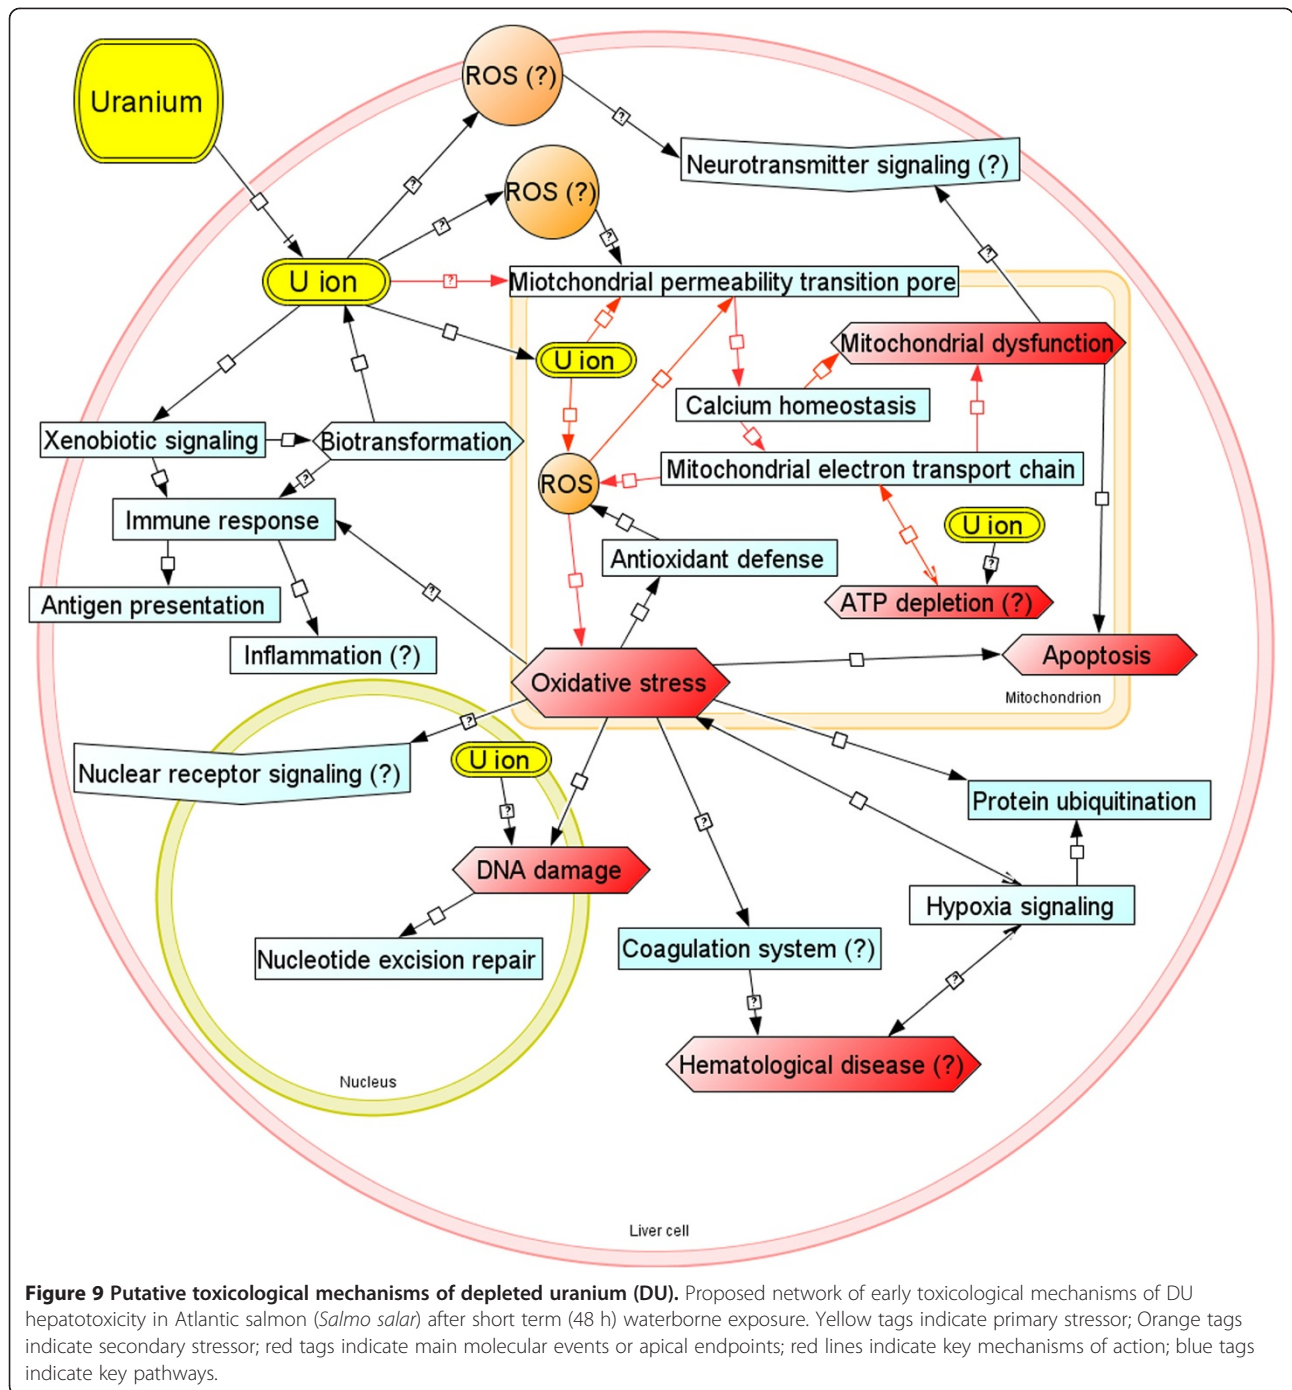 Uranium
ROS (?)
?
Neurotransmitter signaling (?)
?
ROS (?)
?
?
?
U ion
?
Miotchondrial permeability transition pore
Mitochondrial dysfunction
U ion
Calcium homeostasis
Xenobiotic signaling
Biotransformation
Mitochondrial electron transport chain
?
ROS
Immune response
U ion
Antioxidant defense
?
?
Antigen presentation
ATP depletion (?)
Inflammation (?)
Apoptosis
Oxidative stress
Mitochondrion
?
Nuclear receptor signaling (?)
U ion
?
?
Protein ubiquitination
DNA damage
Hypoxia signaling
Nucleotide excision repair
Coagulation system (?)
?
?
Hematological disease (?)
Nucleus
Liver cell
Figure 9 Putative toxicological mechanisms of depleted uranium (DU). Proposed network of early toxicological mechanisms of DU
hepatotoxicity in Atlantic salmon (Salmo salar) after short term (48 h) waterborne exposure. Yellow tags indicate primary stressor; Orange tags
indicate secondary stressor; red tags indicate main molecular events or apical endpoints; red lines indicate key mechanisms of action; blue tags
indicate key pathways.